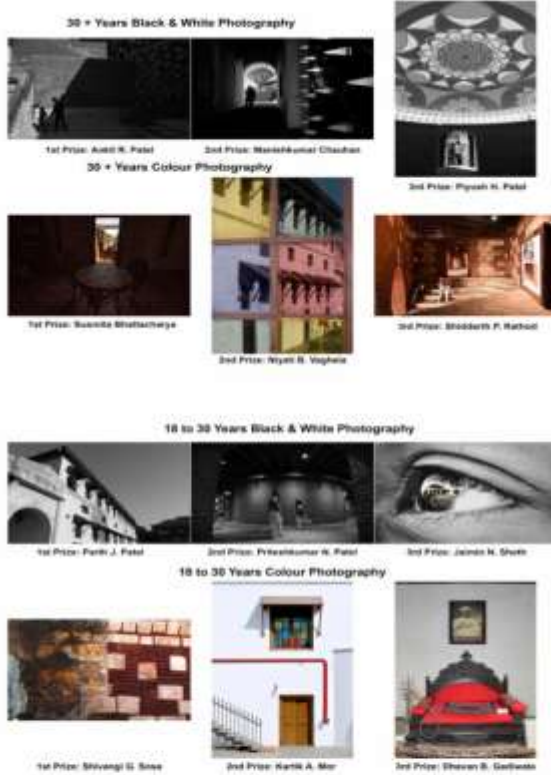 30 + Years Black & White Photography
1st Prize: Ankit R. Patel
2nd Prize: Manishkumar Chauhan
3rd Prize: Piyush H. Patel
30 + Years Colour Photography
1st Prize: Susmita Bhattacharya
2nd Prize: Niyati B. Vaghela
3rd Prize: Shiddharth P. Rathod
18 to 30 Years Black & White Photography
1st Prize: Parth J. Patel
2nd Prize: Priteshkumar N. Patel
3rd Prize: Jaimin N. Sheth
18 to 30 Years Colour Photography
1st Prize: Shivangi G. Sosa
2nd Prize: Kartik A. Mor
3rd Prize: Dhavan B.